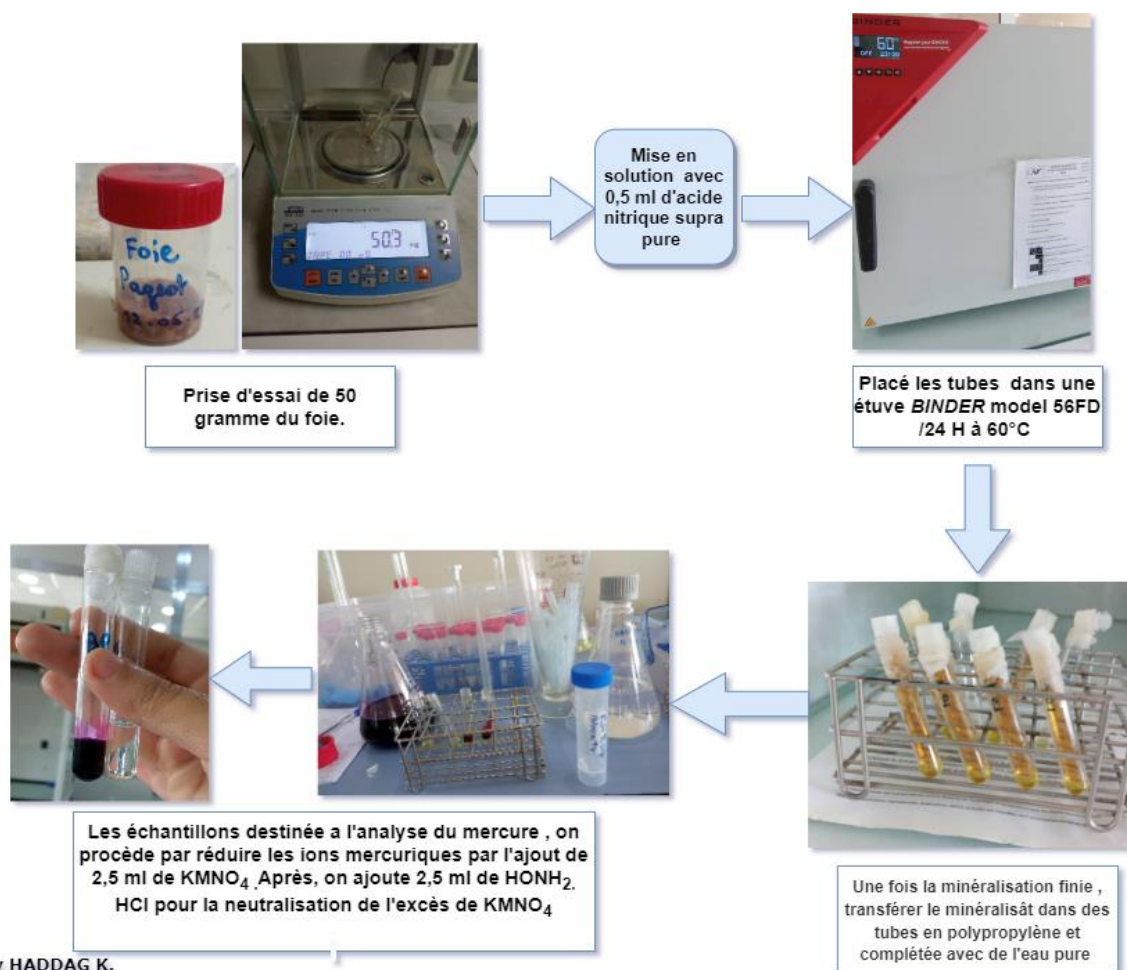 BINDER
60
OFF
Foie
Pageot
50.3
Mise en
solution avec
0,5 ml d'acide
nitrique supra
pure
Prise d'essai de 50
gramme du foie.
Placé les tubes dans une
étuve BINDER model 56FD
/24 H à 60°C
Les échantillons destinée a l'analyse du mercure , on
procède par réduire les ions mercuriques par l'ajout de
2,5 ml de KMNO4 .Après, on ajoute 2,5 ml de HONH2.
HCl pour la neutralisation de l'excès de KMNO4
Une fois la minéralisation finie ,
transférer le minéralisât dans des
tubes en polypropylène et
complétée avec de l'eau pure
HADDAG K.